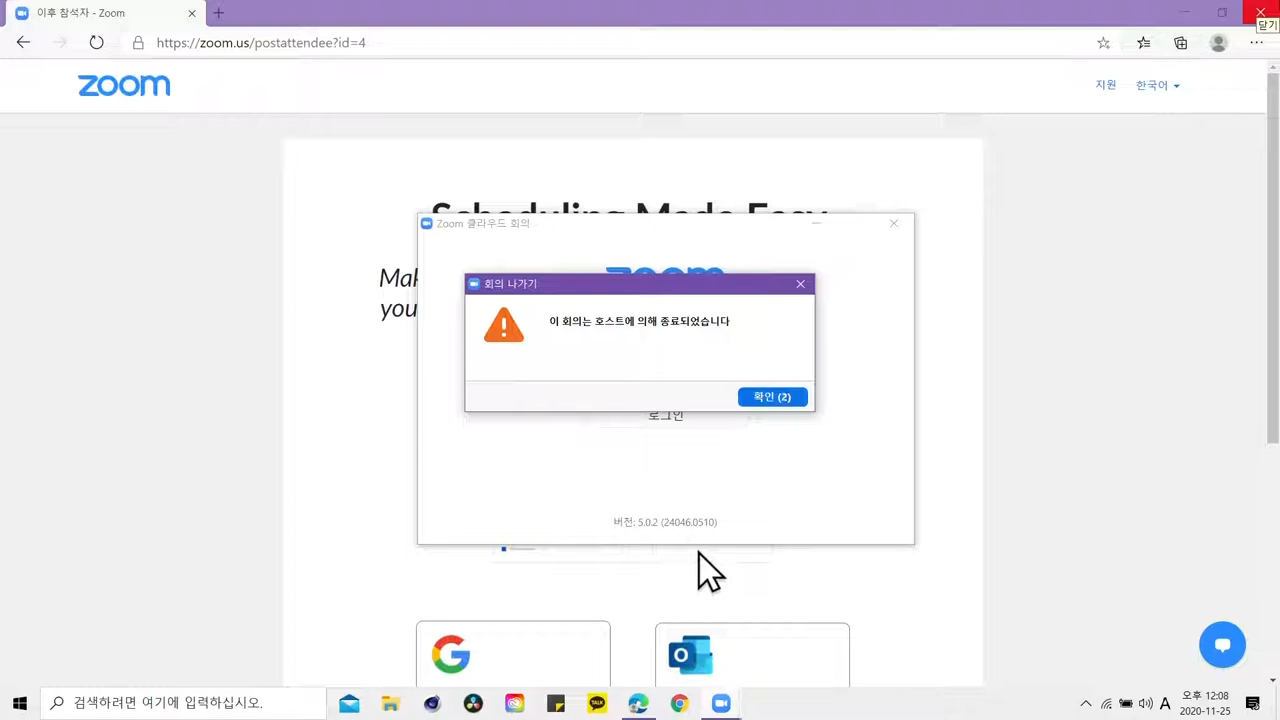 이후 참석자 - Zoom
닫기
https://zoom.us/postattendee?id=4
zoom
지원
한국어
Scheduling Made Easy
Zoom 클라우드 회의
zoom
you
회의 나가기
이 회의는 호스트에 의해 종료되었습니다
확인 (2)
로그인
버전: 5.0.2 (24046.0510)
검색하려면 여기에 입력하십시오.
TALK
A
오후 12:08
2020-11-25